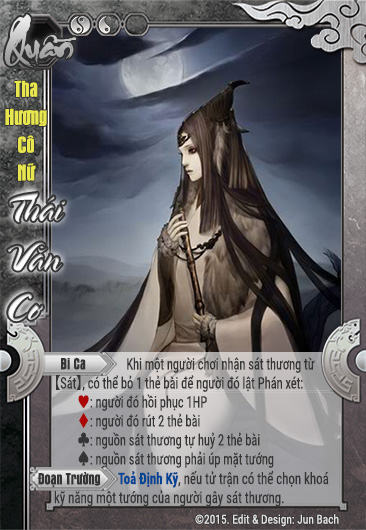 Quần
Tha
Hương
Cô
Nữ
Thái
Văn
Cơ
Bi Ca
Khi một người chơi nhận sát thương từ
【Sát】, có thể bỏ 1 thẻ bài để người đó lật Phán xét:
♥: người đó hồi phục 1HP
♦: người đó rút 2 thẻ bài
♣: nguồn sát thương tự huỷ 2 thẻ bài
♠: nguồn sát thương phải úp mặt tướng
Đoạn Trường
Toả Định Kỹ, nếu tử trận có thể chọn khoá
kỹ năng một tướng của người gây sát thương.
©2015. Edit & Design: Jun Bach